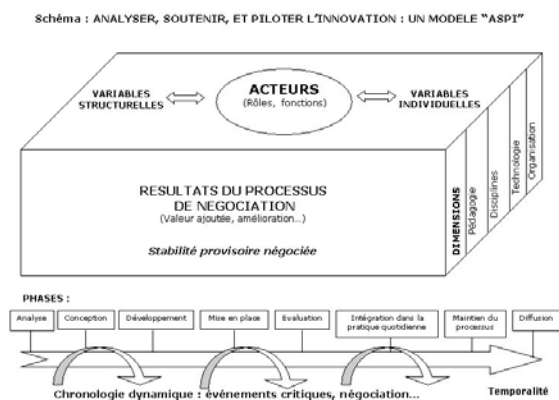 Schéma : ANALYSER, SOUTENIR, ET PILOTER L'INNOVATION : UN MODELE "ASPI"
VARIABLES
STRUCTURELLES
ACTEURS
(Rôles, fonctions)
VARIABLES
INDIVIDUELLES
RESULTATS DU PROCESSUS
DE NEGOCIATION
(Valeur ajoutée, amélioration...)
Stabilité provisoire négociée
DIMENSIONS
Pédagogie
Disciplines
Technologie
Organisation
PHASES :
Analyse
Conception
Développement
Mise en place
Evaluation
Intégration dans la
pratique quotidienne
Maintien du
processus
Diffusion
Chronologie dynamique : événements critiques, négociation...
Temporalité